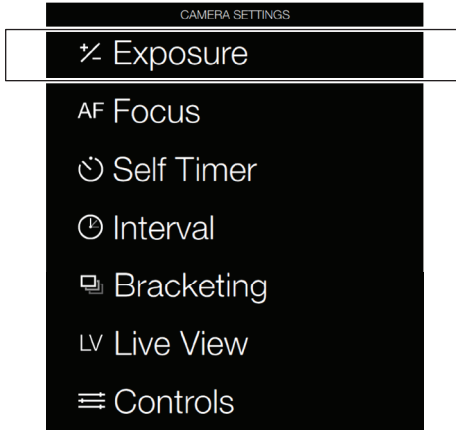 CAMERA SETTINGS
Exposure
AF Focus
Self Timer
Interval
Bracketing
LV Live View
Controls